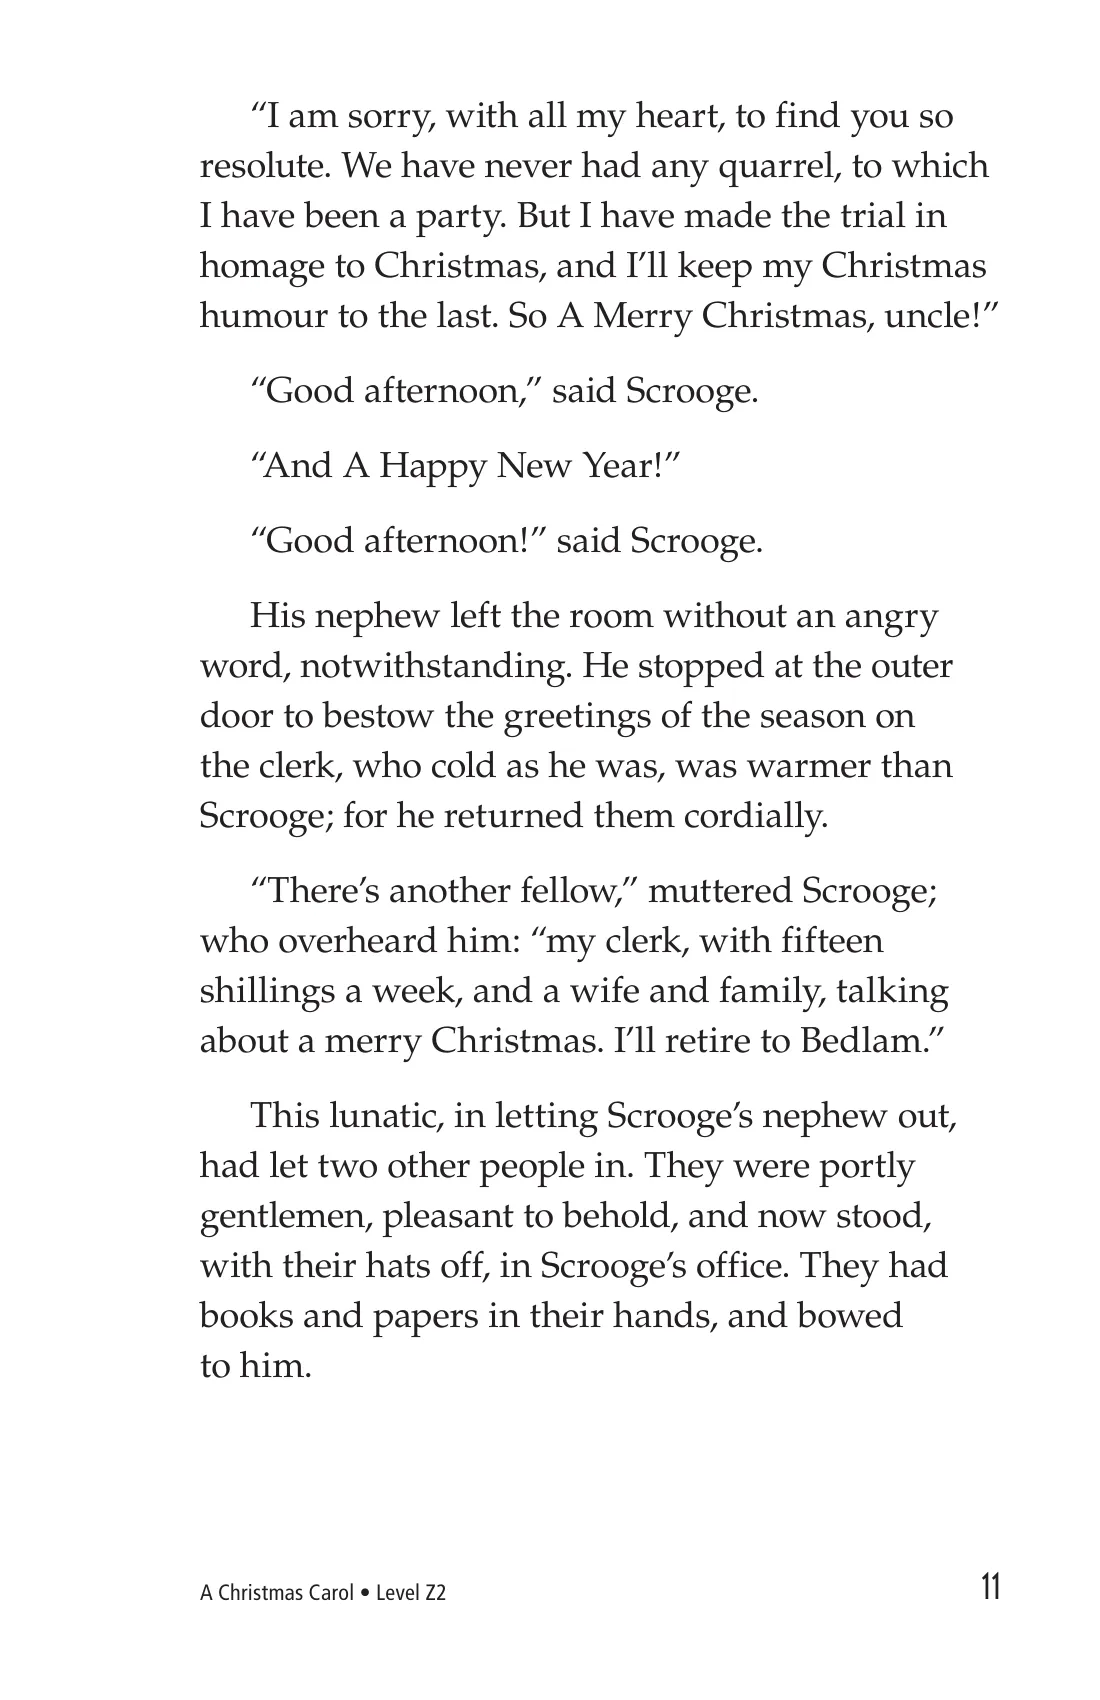 “I am sorry, with all my heart, to find you so
resolute. We have never had any quarrel, to which
I have been a party. But I have made the trial in
homage to Christmas, and I’ll keep my Christmas
humour to the last. So A Merry Christmas, uncle!”
“Good afternoon,” said Scrooge.
“And A Happy New Year!”
“Good afternoon!” said Scrooge.
His nephew left the room without an angry
word, notwithstanding. He stopped at the outer
door to bestow the greetings of the season on
the clerk, who cold as he was, was warmer than
Scrooge; for he returned them cordially.
“There’s another fellow,” muttered Scrooge;
who overheard him: “my clerk, with fifteen
shillings a week, and a wife and family, talking
about a merry Christmas. I’ll retire to Bedlam.”
This lunatic, in letting Scrooge’s nephew out,
had let two other people in. They were portly
gentlemen, pleasant to behold, and now stood,
with their hats off, in Scrooge’s office. They had
books and papers in their hands, and bowed
to him.
A Christmas Carol • Level Z2
11